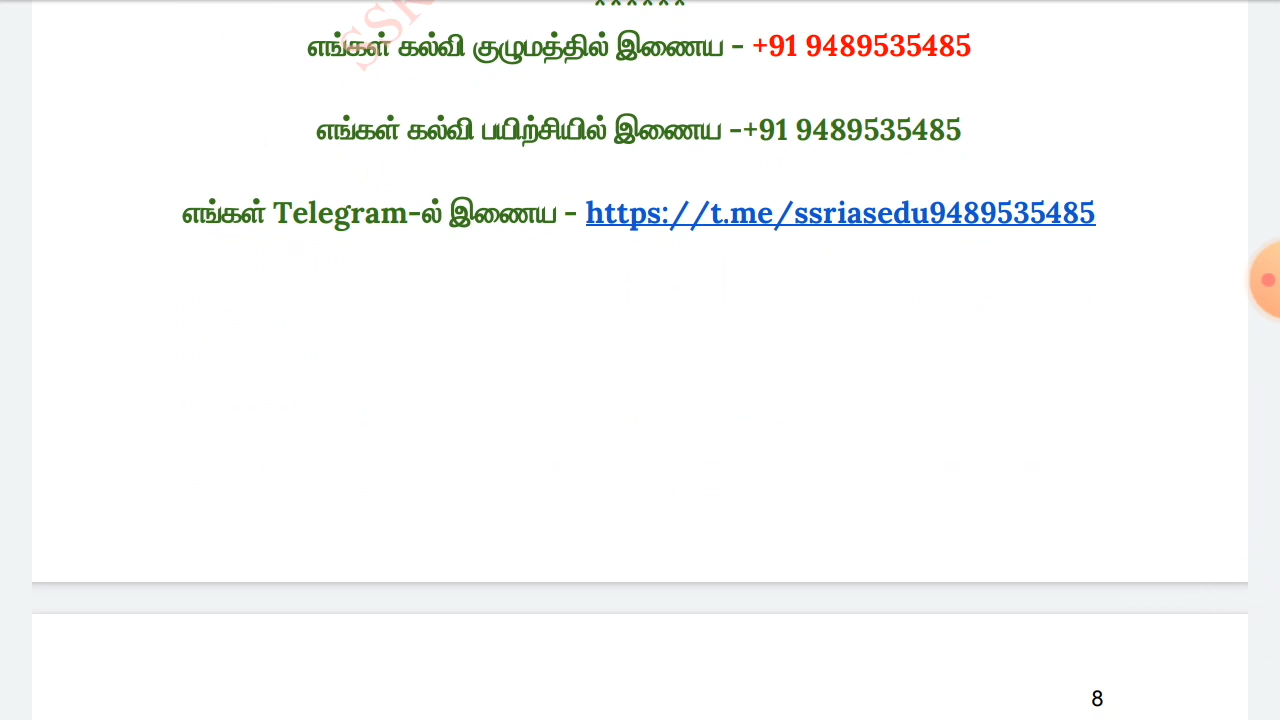 ******
SSR
எங்கள் கல்வி குழுமத்தில் இணைய - +91 9489535485
எங்கள் கல்வி பயிற்சியில் இணைய -+91 9489535485
எங்கள் Telegram-ல் இணைய - https://t.me/ssriasedu9489535485
8